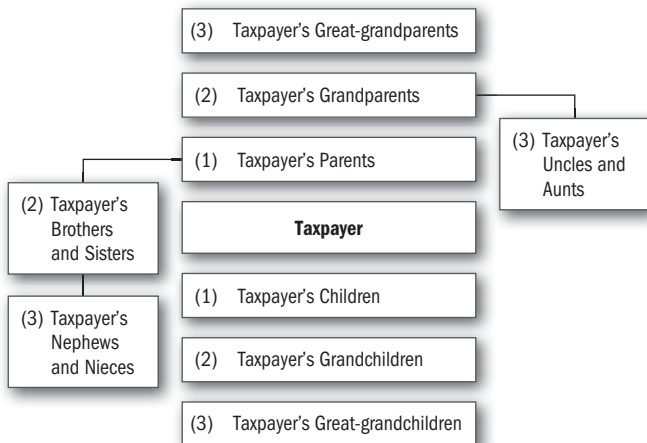 (3) Taxpayer's Great-grandparents
(2) Taxpayer's Grandparents
(3) Taxpayer's
Uncles and
Aunts
(1) Taxpayer's Parents
(2) Taxpayer's
Brothers
and Sisters
Taxpayer
(3) Taxpayer's
Nephews
and Nieces
(1) Taxpayer's Children
(2) Taxpayer's Grandchildren
(3) Taxpayer's Great-grandchildren